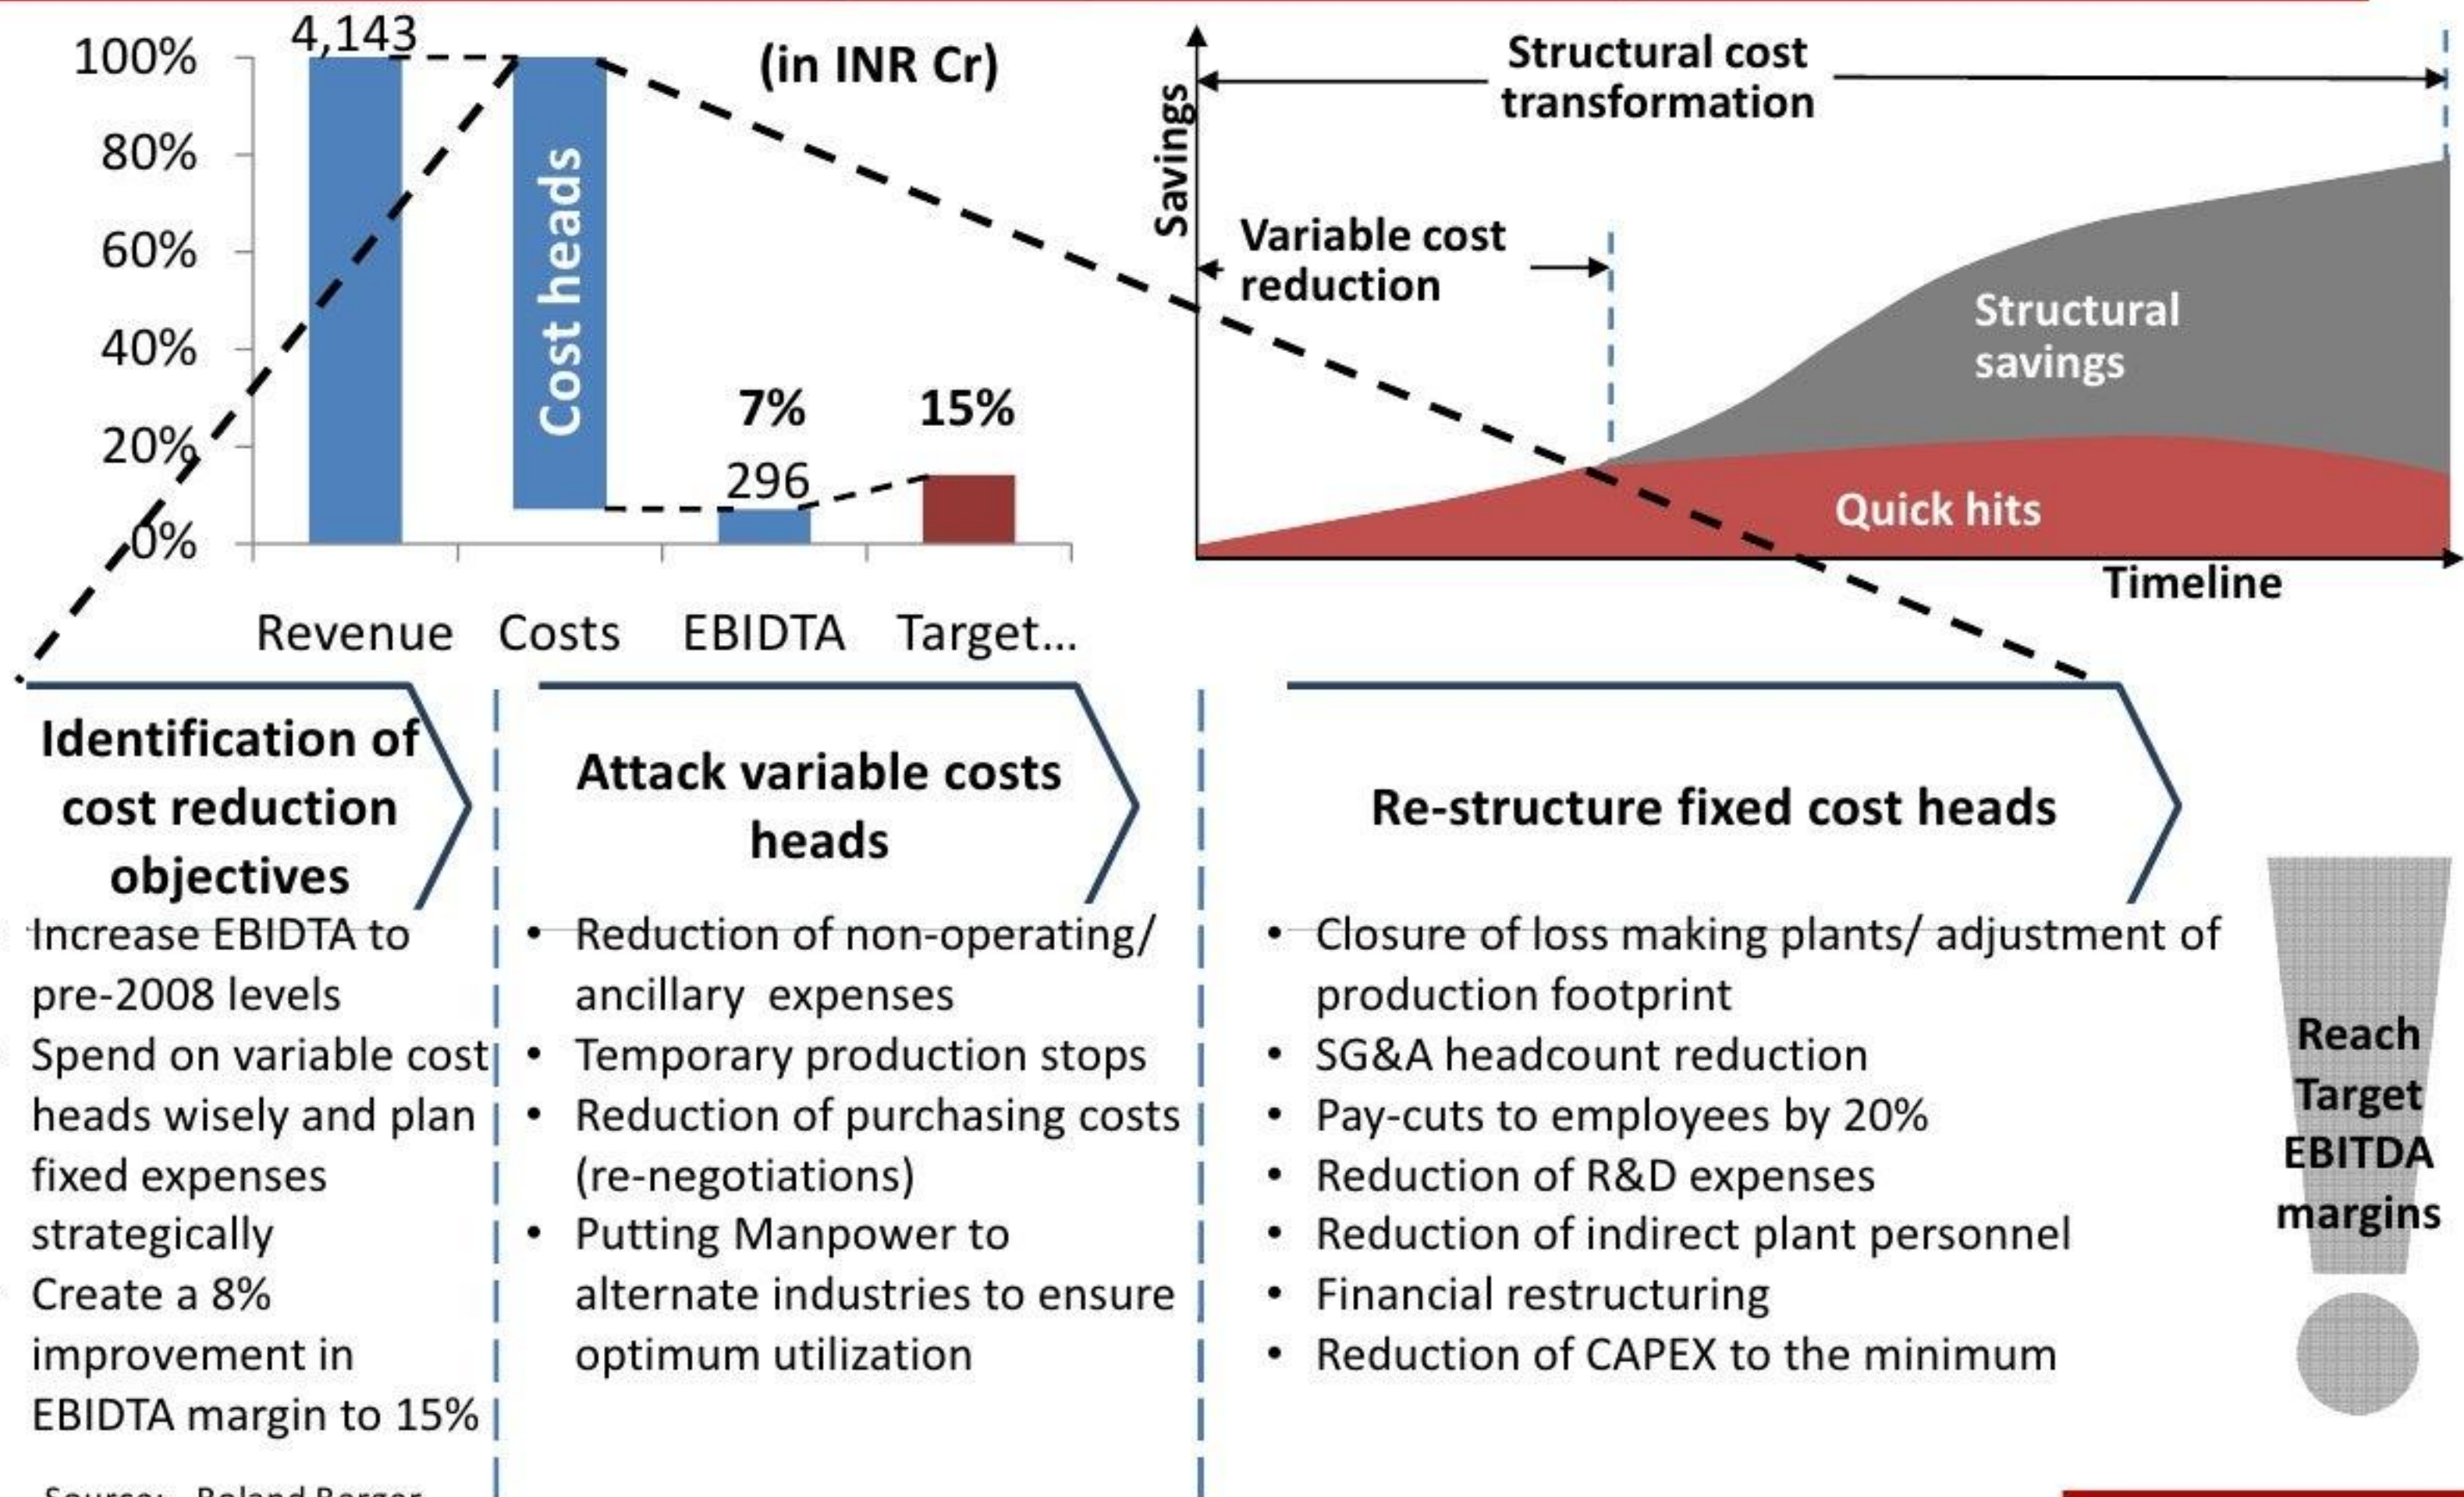 4,143
100%
80%
60%
40%
20%
0%
(in INR Cr)
Cost heads
7%
296
15%
Revenue
Costs
EBIDTA
Target...
Savings
Structural cost
transformation
Variable cost
reduction
Structural
savings
Quick hits
Timeline
Identification of
cost reduction
objectives
Increase EBIDTA to
pre-2008 levels
Spend on variable cost
heads wisely and plan
fixed expenses
strategically
Create a 8%
improvement in
EBIDTA margin to 15%
Attack variable costs
heads
• Reduction of non-operating/
ancillary expenses
• Temporary production stops
• Reduction of purchasing costs
(re-negotiations)
• Putting Manpower to
alternate industries to ensure
optimum utilization
Re-structure fixed cost heads
• Closure of loss making plants/ adjustment of
production footprint
• SG&A headcount reduction
• Pay-cuts to employees by 20%
• Reduction of R&D expenses
• Reduction of indirect plant personnel
• Financial restructuring
• Reduction of CAPEX to the minimum
Reach
Target
EBITDA
margins
Source: Roland Berger